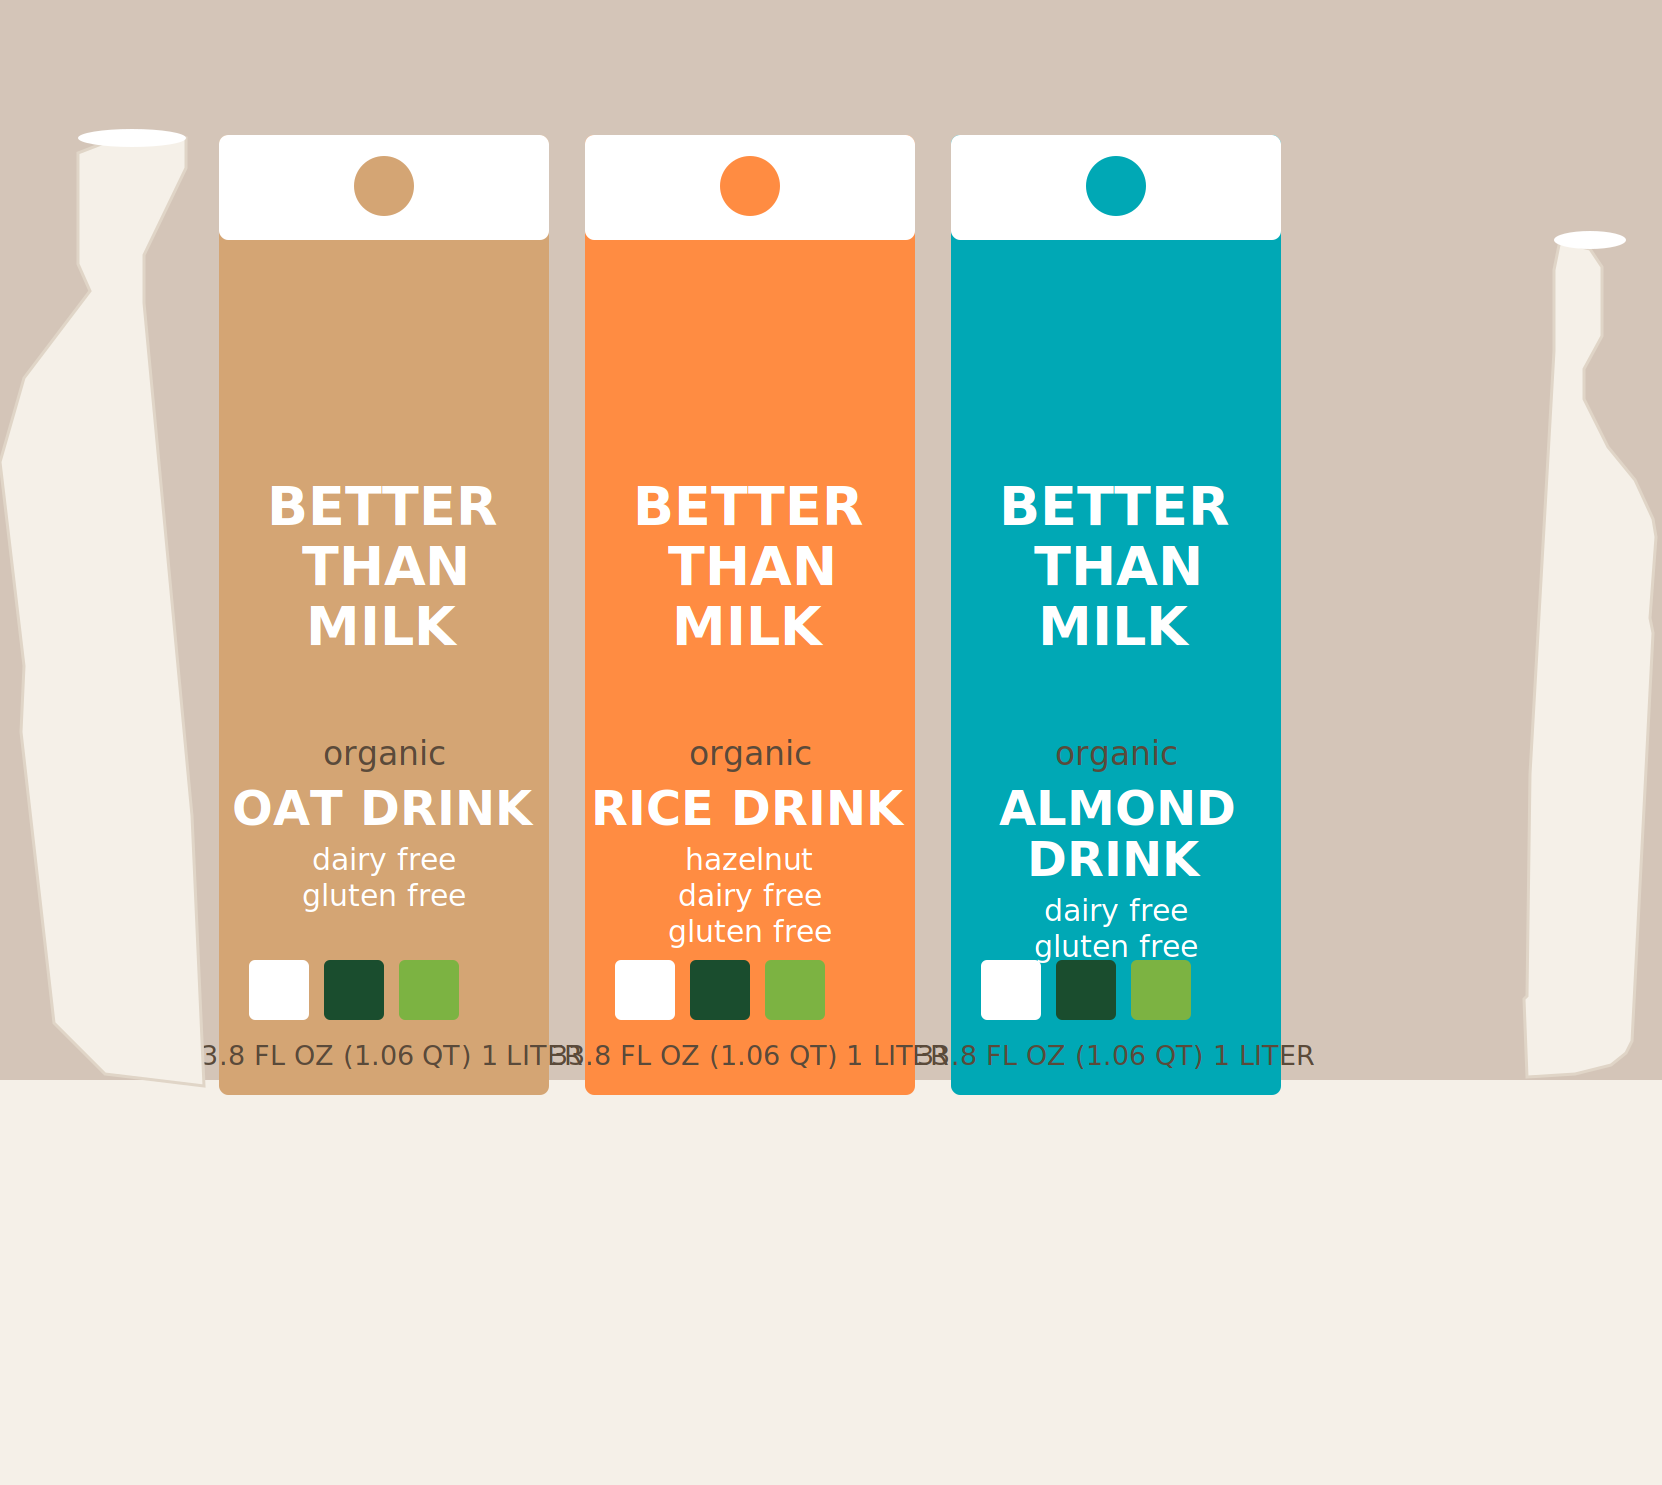 BETTER
THAN
MILK
organic
OAT DRINK
dairy free
gluten free
3.8 FL OZ (1.06 QT) 1 LITER
BETTER
THAN
MILK
organic
RICE DRINK
hazelnut
dairy free
gluten free
33.8 FL OZ (1.06 QT) 1 LITER
BETTER
THAN
MILK
organic
ALMOND
DRINK
dairy free
gluten free
33.8 FL OZ (1.06 QT) 1 LITER